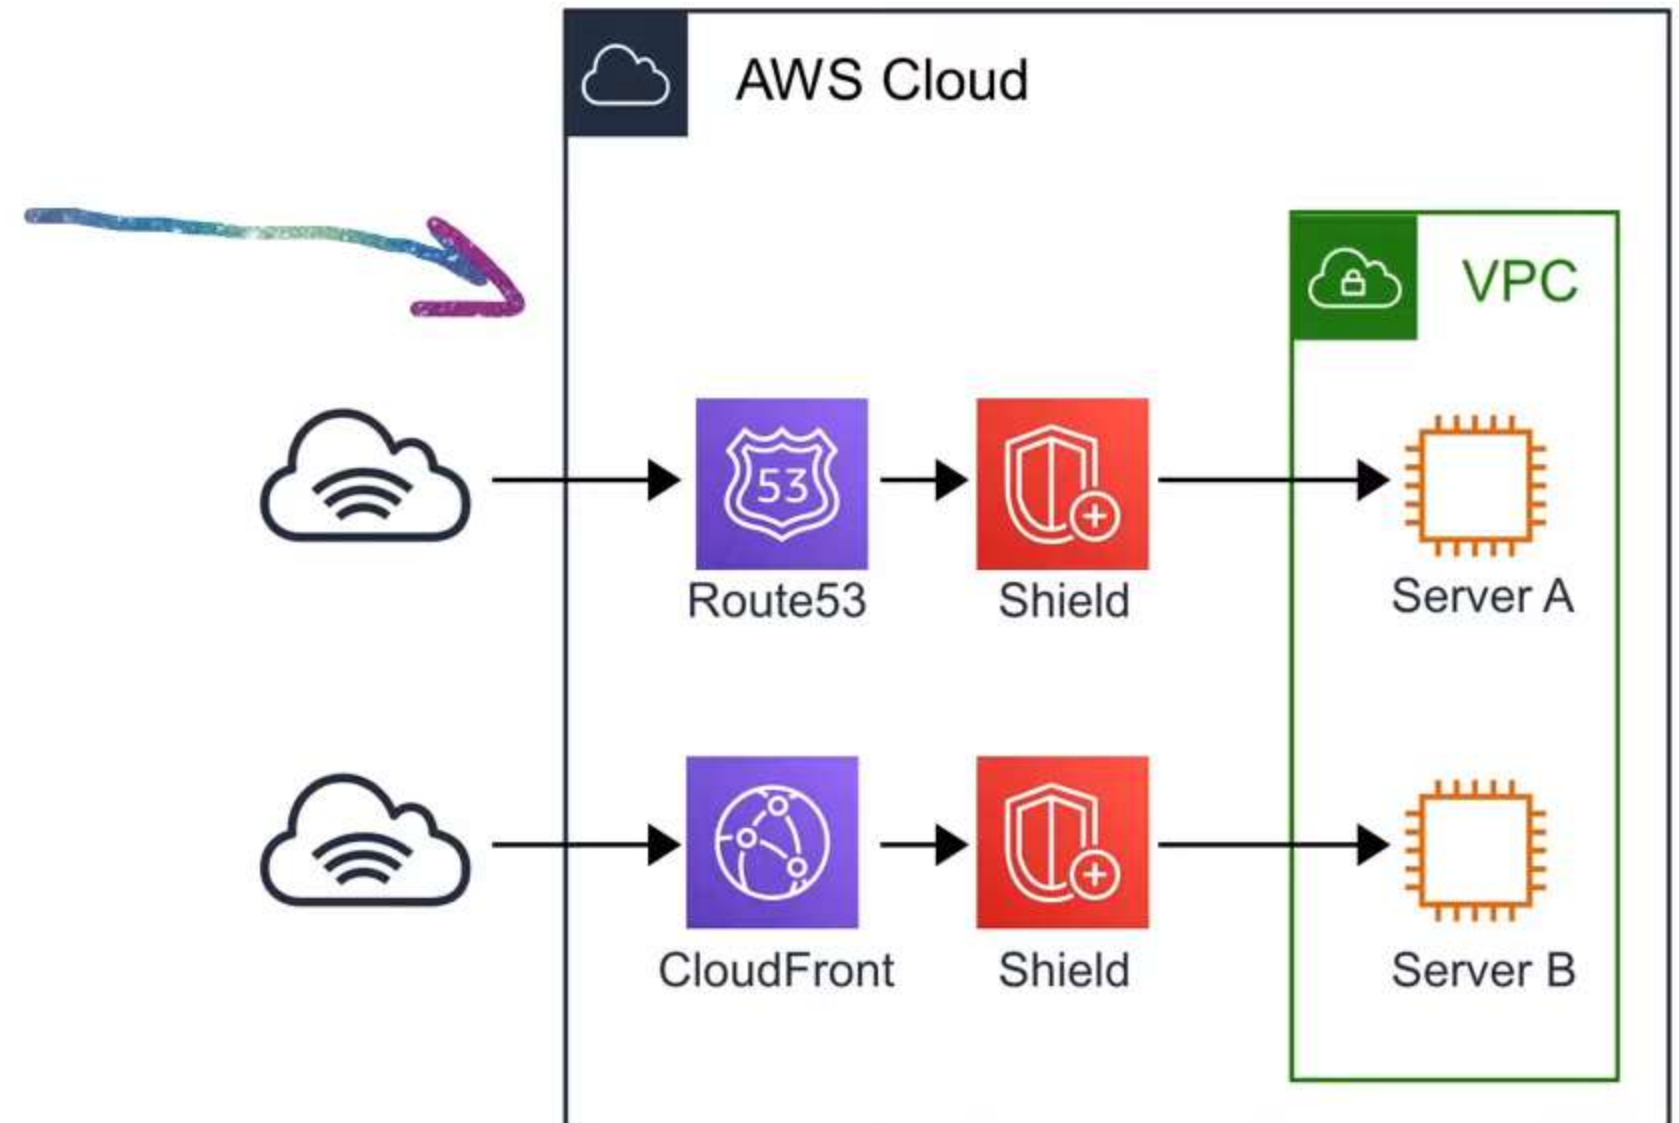 AWS Cloud
VPC
53
Route53
Shield
Server A
CloudFront
Shield
Server B